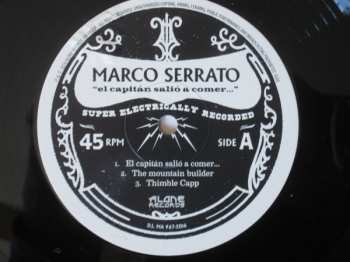 MARCO SERRATO
"el capitán salió a comer..."
SUPER ELECTRICALLY RECORDED
45 RPM
SIDE A
1. El capitán salió a comer...
2. The mountain builder
3. Thimble Capp
ALONE
RECORDS